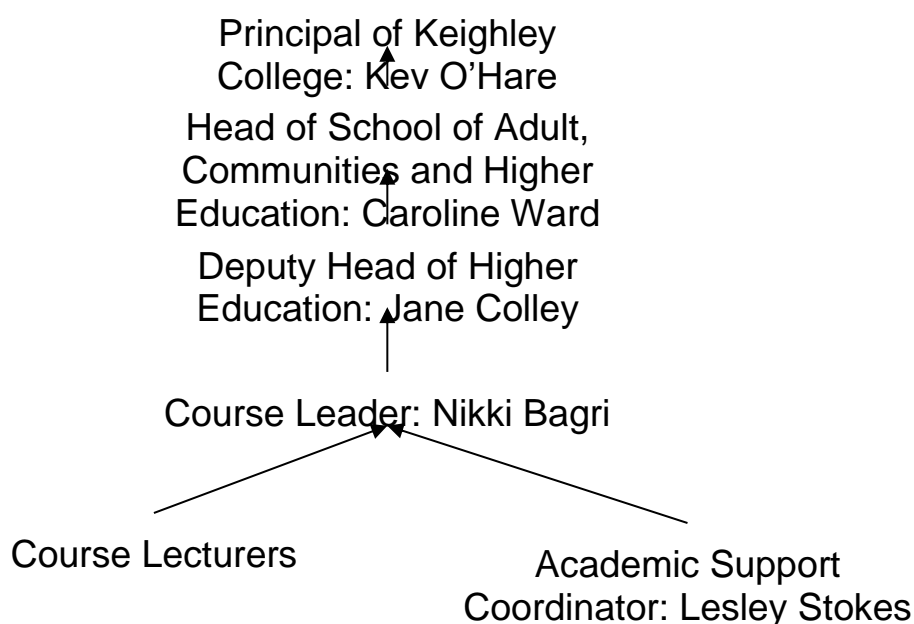 Principal of Keighley
College: Kev O’Hare
Head of School of Adult,
Communities and Higher
Education: Caroline Ward
Deputy Head of Higher
Education: Jane Colley
Course Leader: Nikki Bagri
Course Lecturers
Academic Support
Coordinator: Lesley Stokes